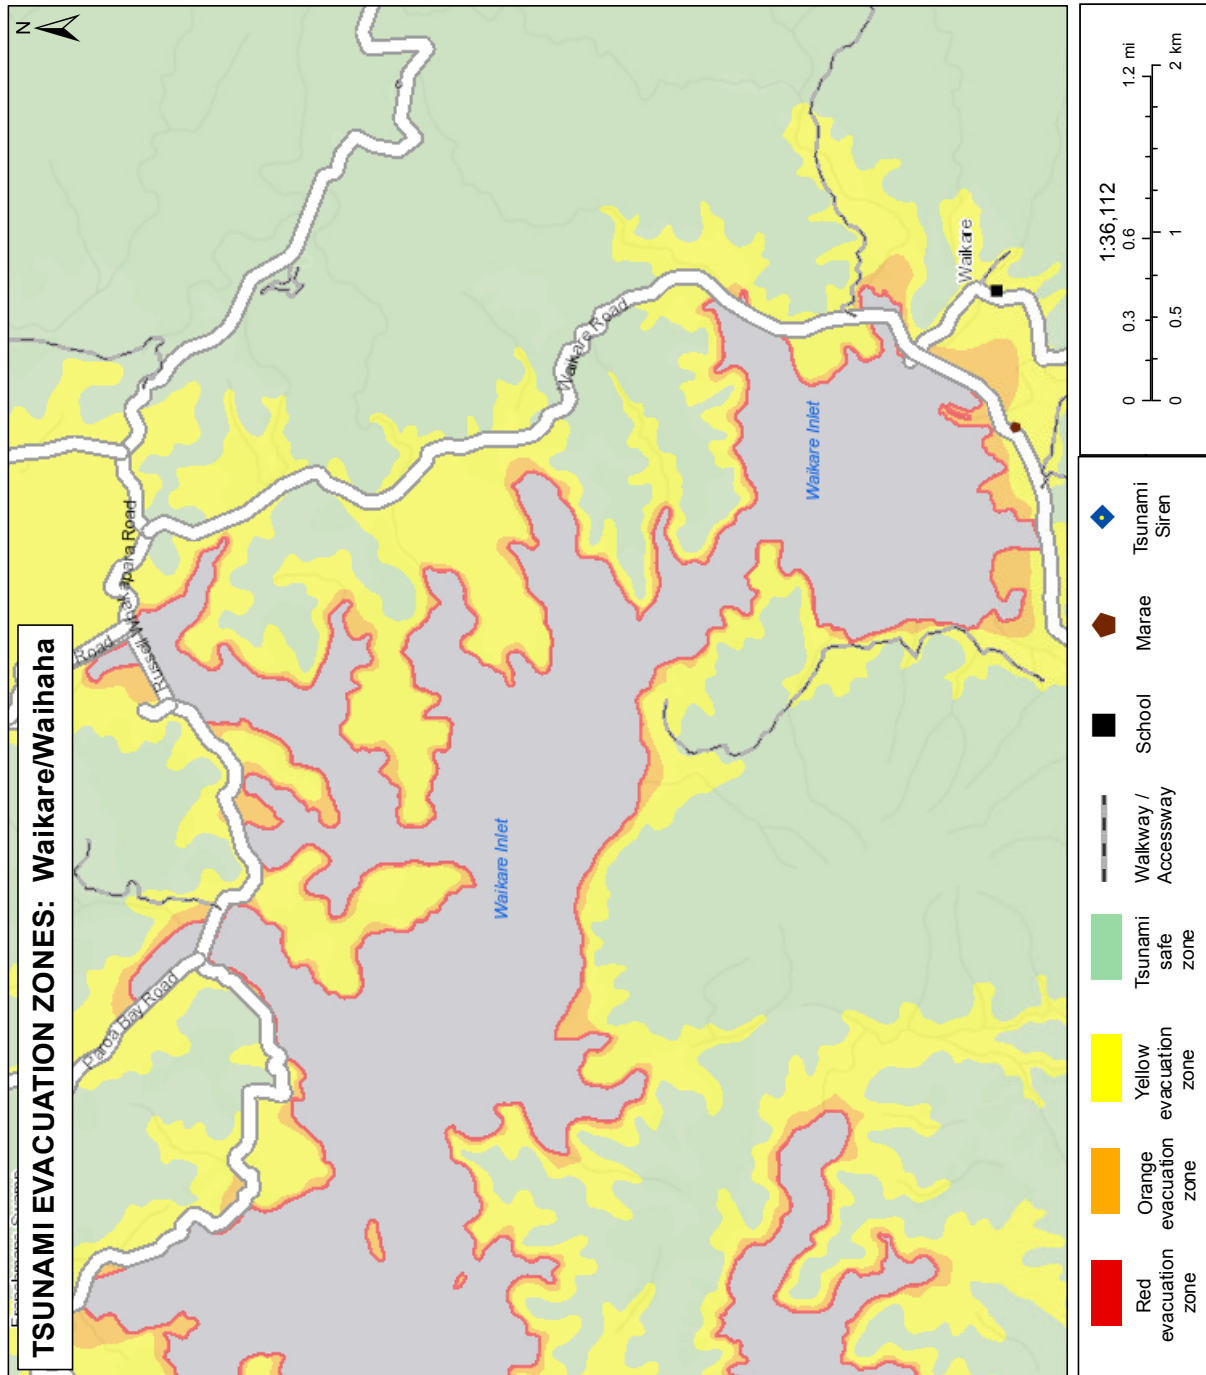 N
TSUNAMI EVACUATION ZONES: Waikare/Waihaha
Road
Russell Whakapara Road
Paroa Bay Road
Waikare Road
Waikare Inlet
Waikare Inlet
Waikare
Red
evacuation
zone
Orange
evacuation
zone
Yellow
evacuation
zone
Tsunami
safe
zone
Walkway /
Accessway
School
Marae
Tsunami
Siren
1:36,112
0 0.3 0.6 1.2 mi
0 0.5 1 2 km